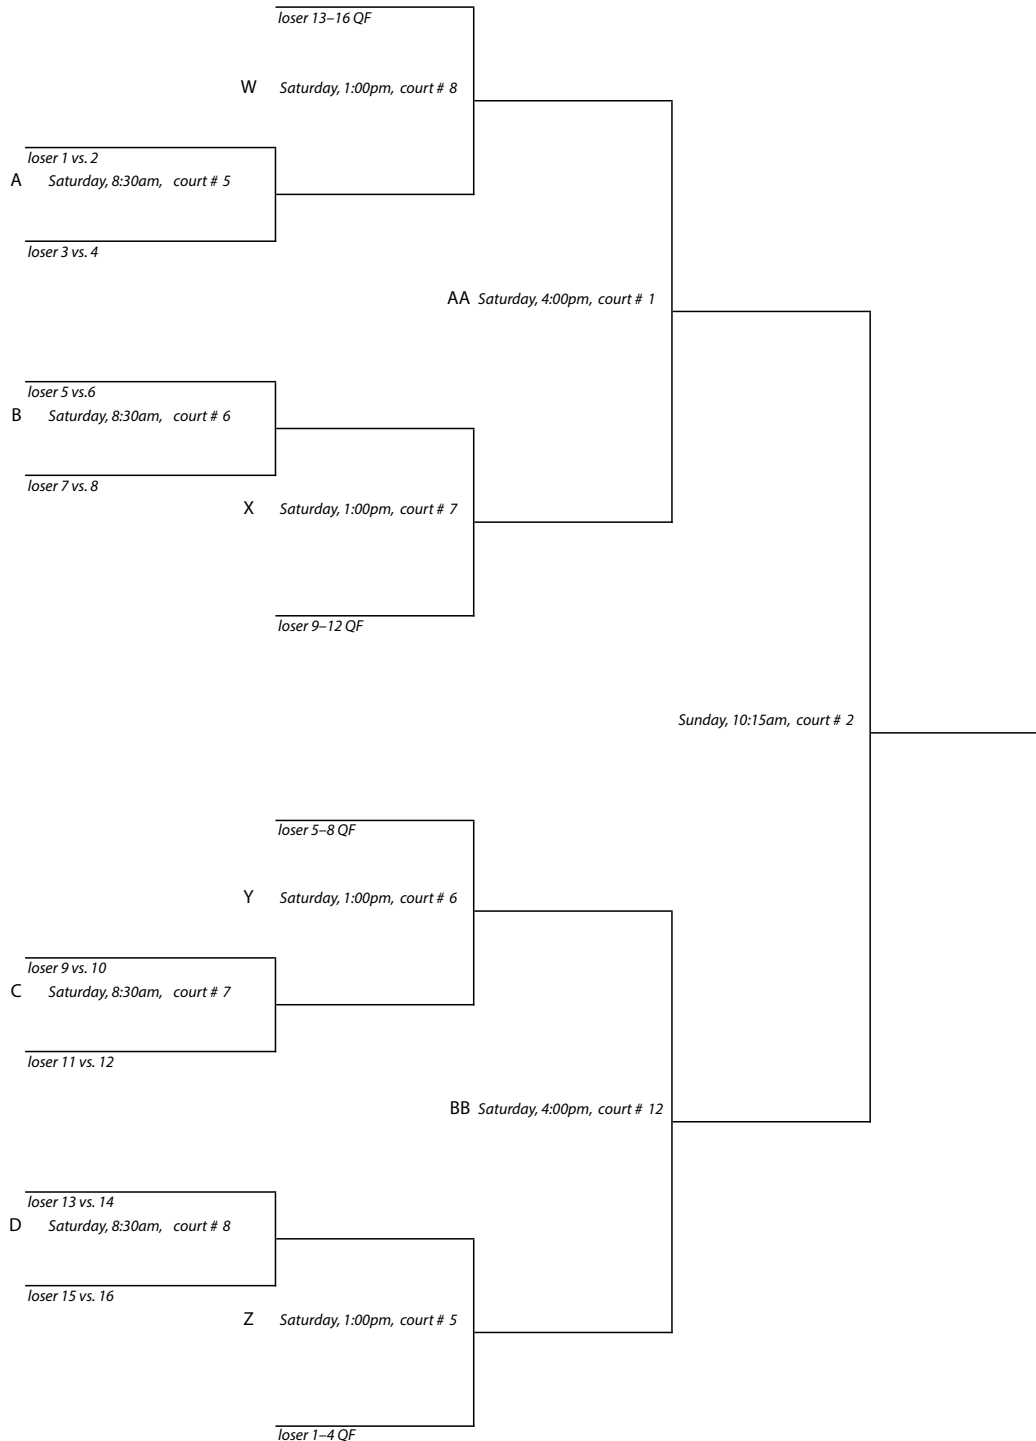 loser 13–16 QF
W Saturday, 1:00pm, court # 8
loser 1 vs. 2
A Saturday, 8:30am, court # 5
loser 3 vs. 4
AA Saturday, 4:00pm, court # 1
loser 5 vs.6
B Saturday, 8:30am, court # 6
loser 7 vs. 8
X Saturday, 1:00pm, court # 7
loser 9–12 QF
Sunday, 10:15am, court # 2
loser 5–8 QF
Y Saturday, 1:00pm, court # 6
loser 9 vs. 10
C Saturday, 8:30am, court # 7
loser 11 vs. 12
BB Saturday, 4:00pm, court # 12
loser 13 vs. 14
D Saturday, 8:30am, court # 8
loser 15 vs. 16
Z Saturday, 1:00pm, court # 5
loser 1–4 QF